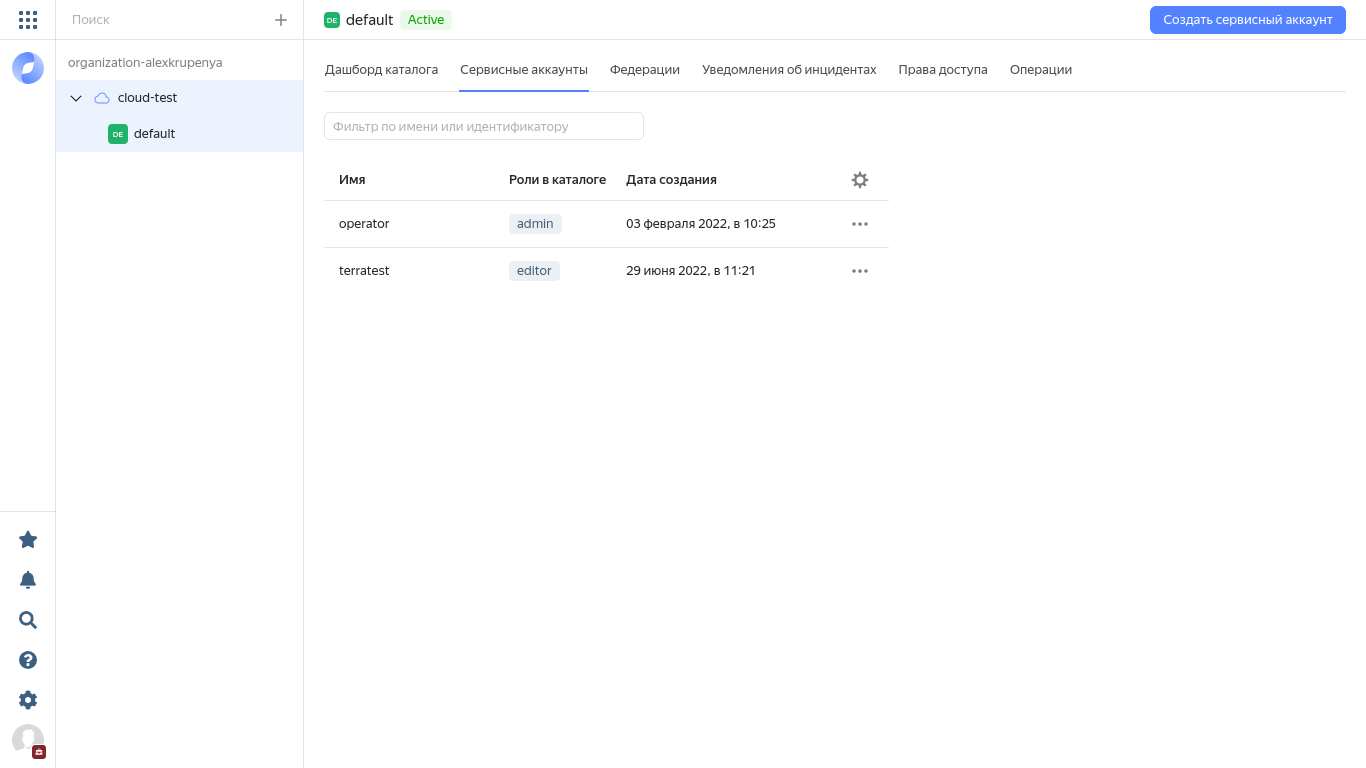 Поиск
organization-alexkrupenya
cloud-test
DE default
DE default Active
Создать сервисный аккаунт
Дашборд каталога Сервисные аккаунты Федерации Уведомления об инцидентах Права доступа Операции
Фильтр по имени или идентификатору
Имя Роли в каталоге Дата создания
operator admin 03 февраля 2022, в 10:25
terratest editor 29 июня 2022, в 11:21